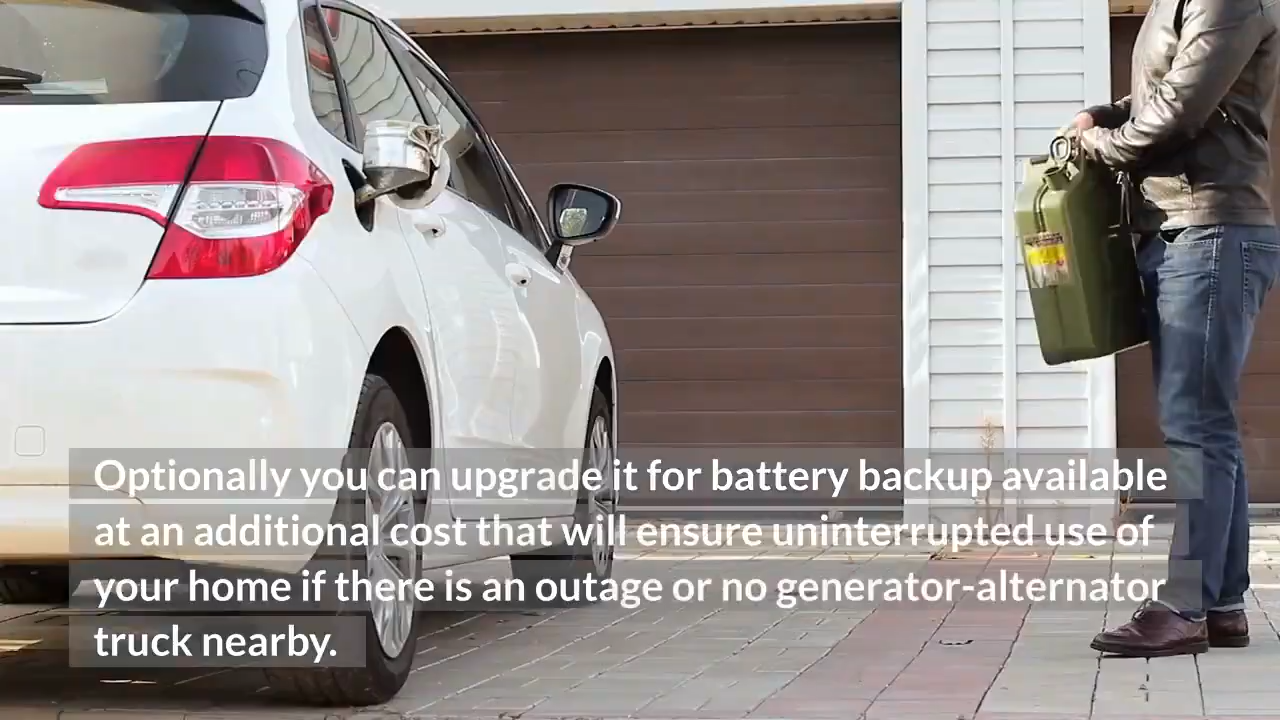 Optionally you can upgrade it for battery backup available
at an additional cost that will ensure uninterrupted use of
your home if there is an outage or no generator-alternator
truck nearby.